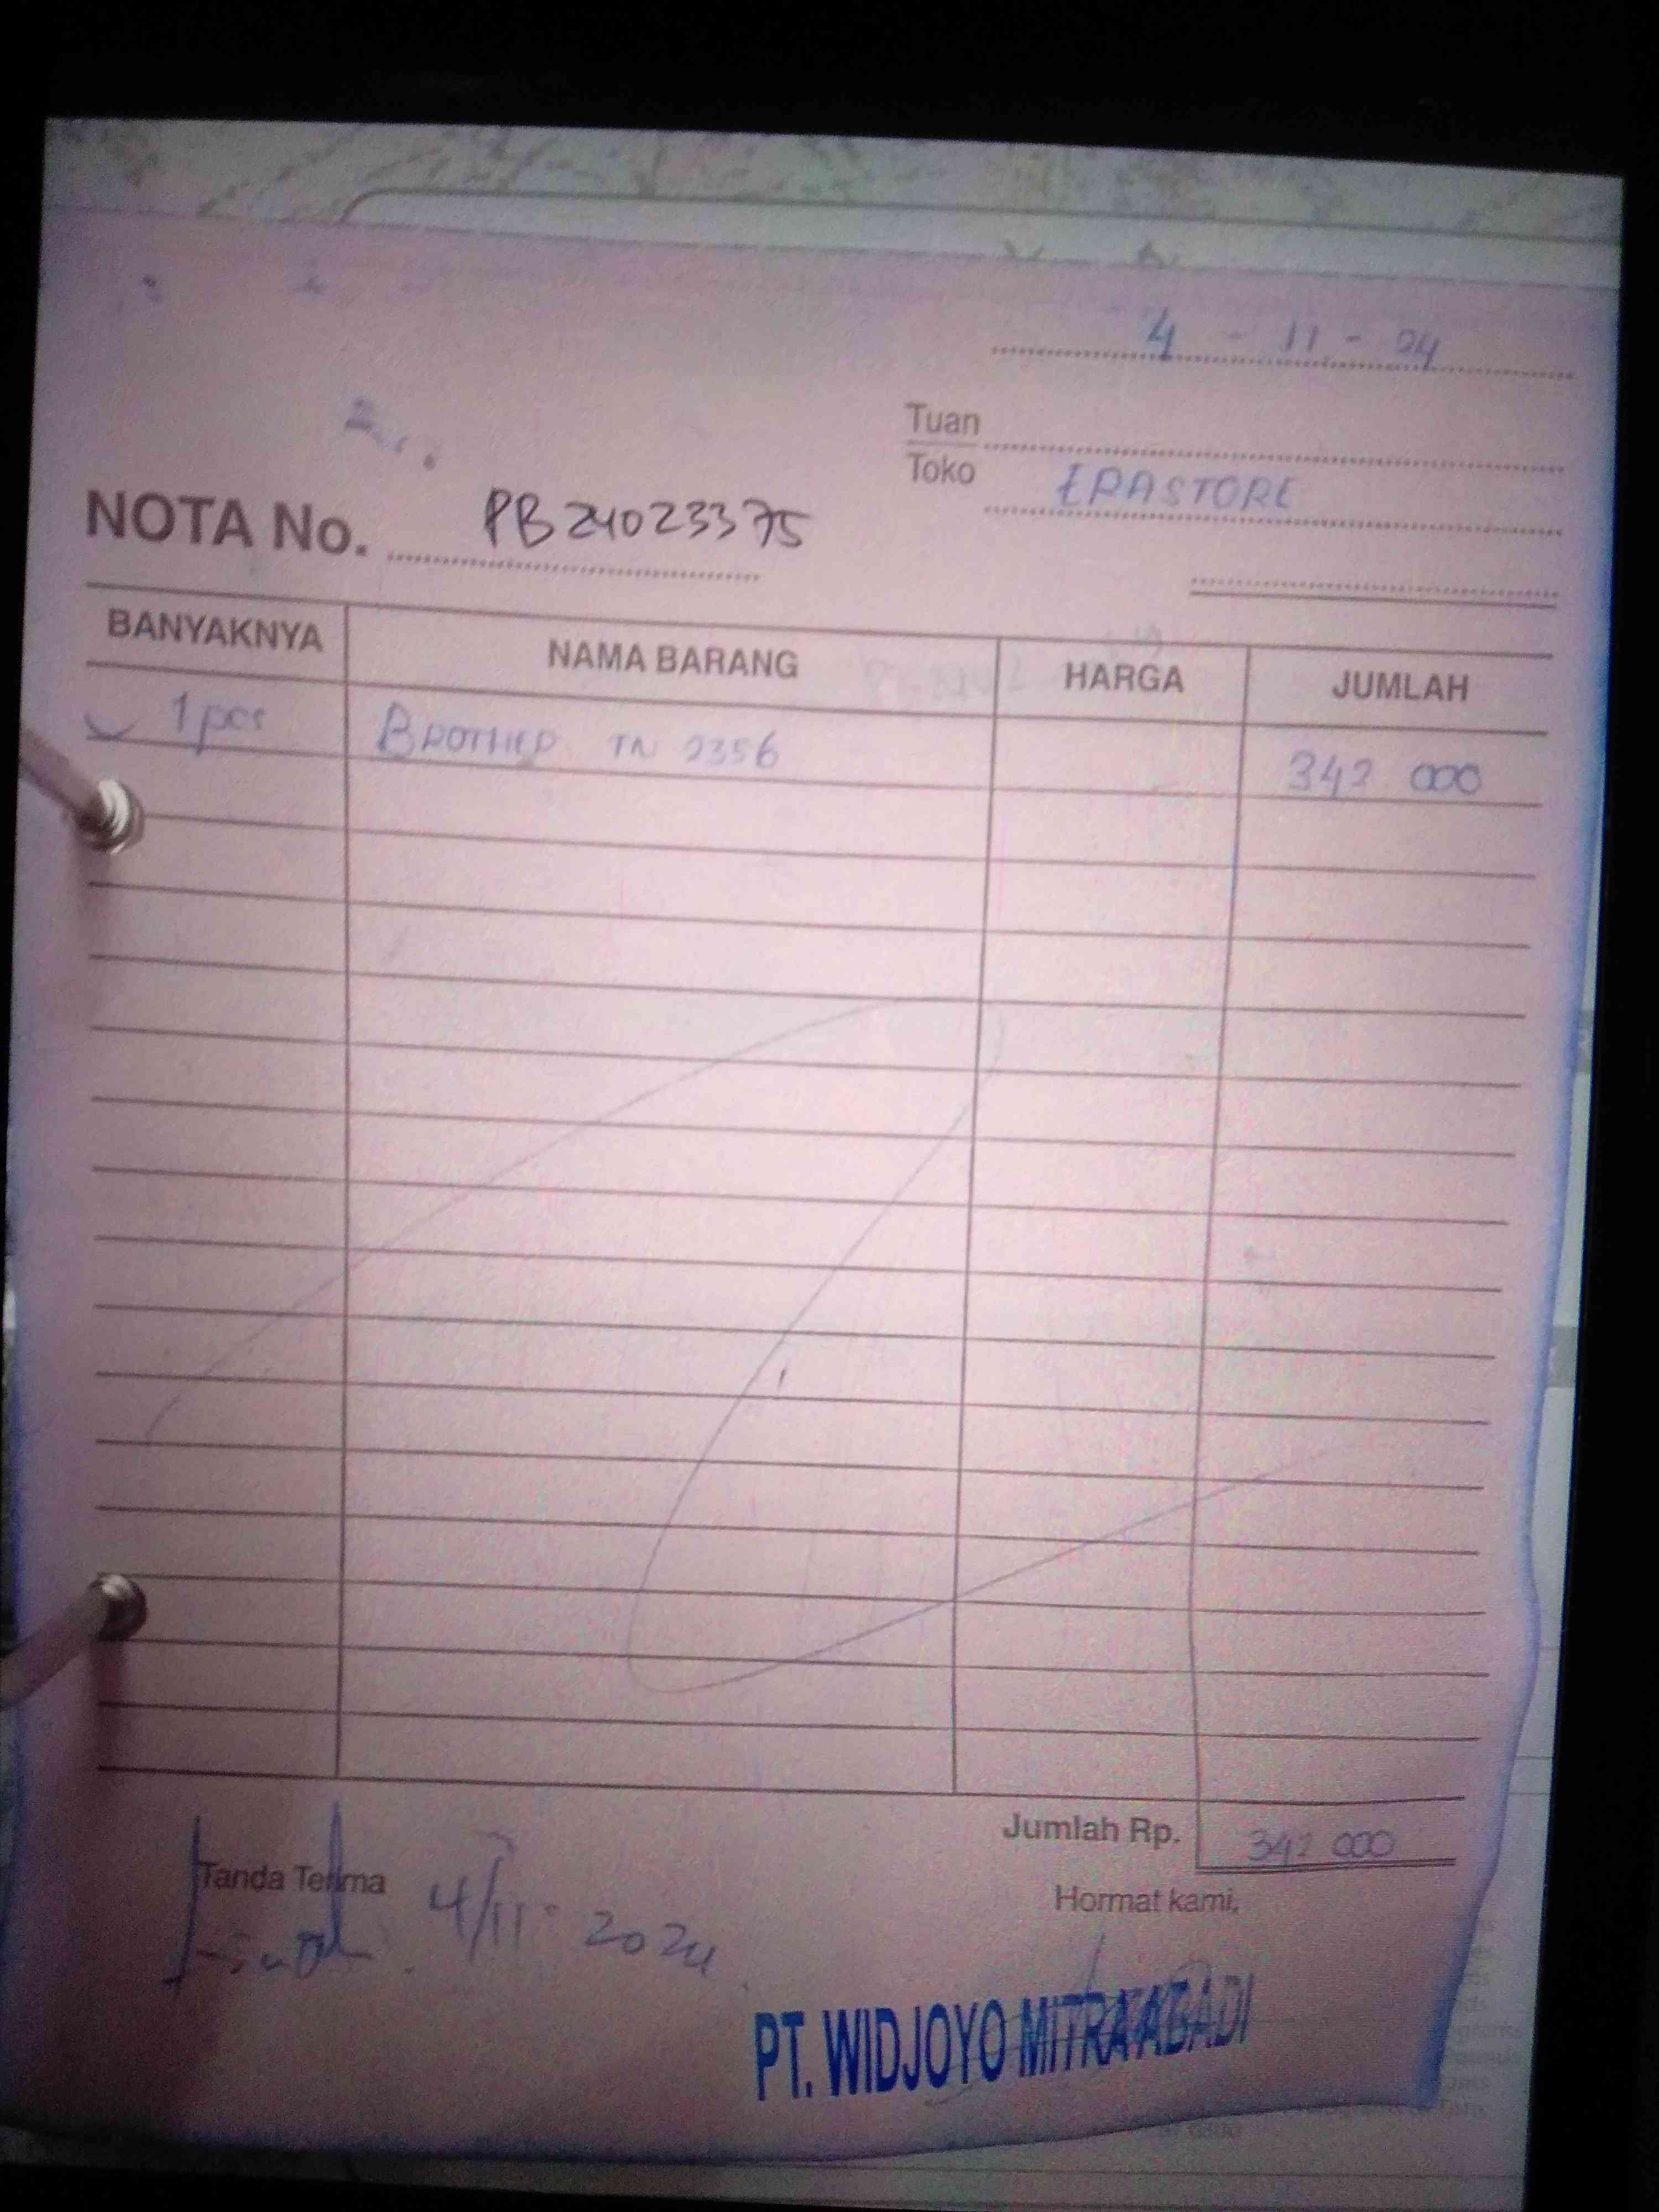 4 - 11 - 24
Tuan
Toko ERASTORE
NOTA No. PB24023375
BANYAKNYA NAMA BARANG HARGA JUMLAH
1 pcs BROTHER TN 2356 342 000
Jumlah Rp. 342 000
Tanda Terima
4/11 2024
Hormat kami,
PT. WIDJOYO MITRA ABADI